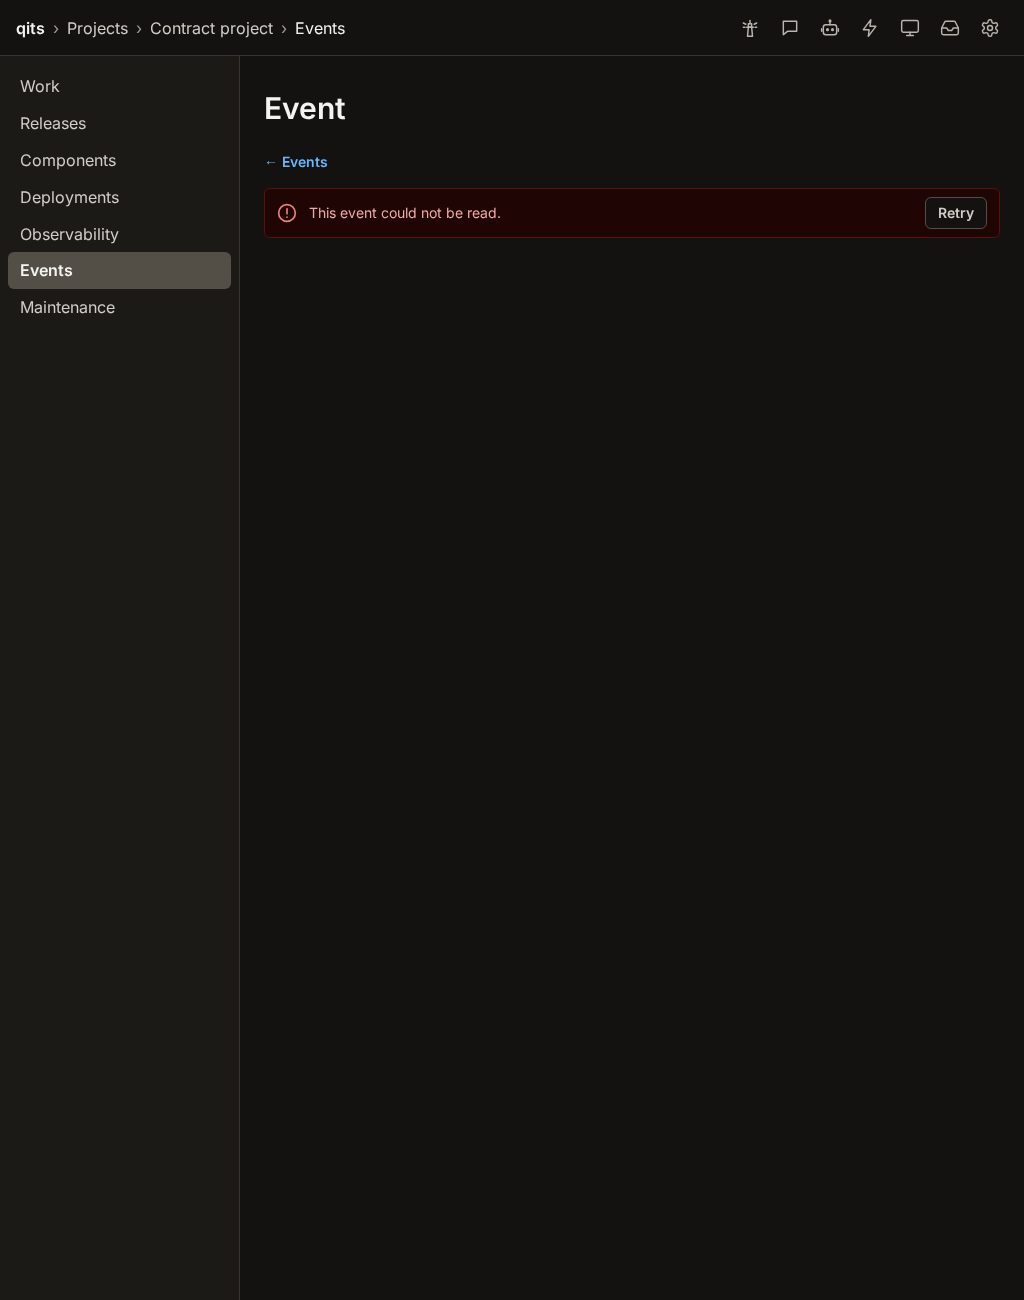 qits › Projects › Contract project › Events
Work
Releases
Components
Deployments
Observability
Events
Maintenance
Event
← Events
This event could not be read.
Retry